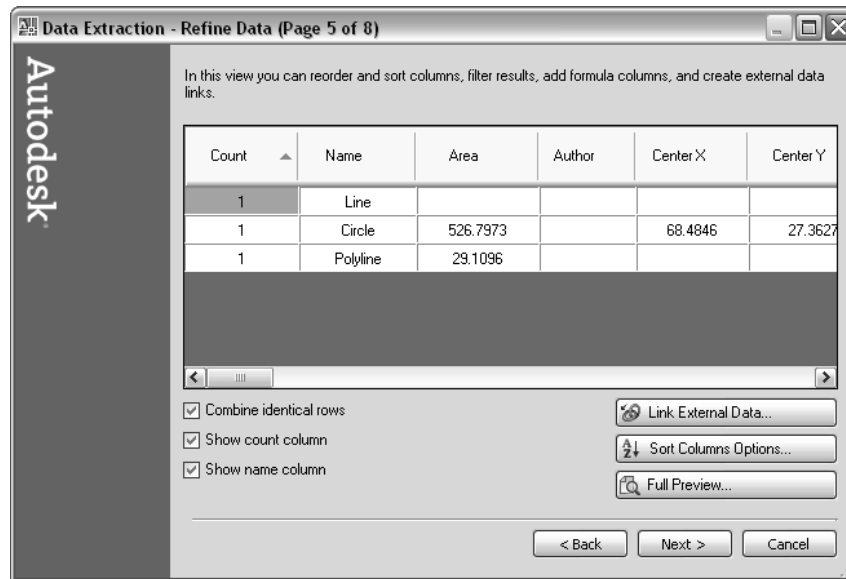 Data Extraction - Refine Data (Page 5 of 8)
Autodesk
In this view you can reorder and sort columns, filter results, add formula columns, and create external data
links.
Count Name Area Author Center X Center Y
1 Line
1 Circle 526.7973 68.4846 27.3627
1 Polyline 29.1096
Combine identical rows
Show count column
Show name column
Link External Data...
Sort Columns Options...
Full Preview...
< Back Next > Cancel